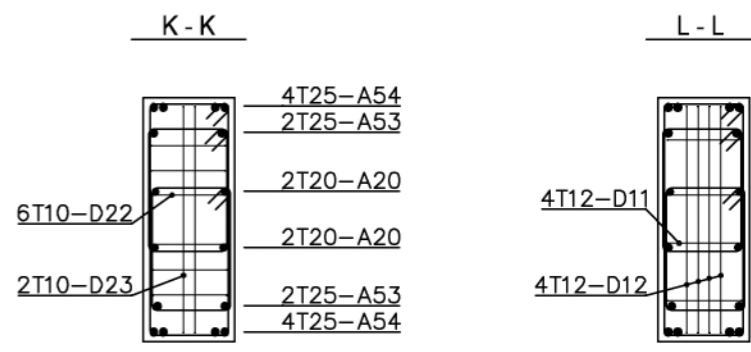 K - K
4T25-A54
2T25-A53
2T20-A20
6T10-D22
2T20-A20
2T10-D23
2T25-A53
4T25-A54
L - L
4T12-D11
4T12-D12